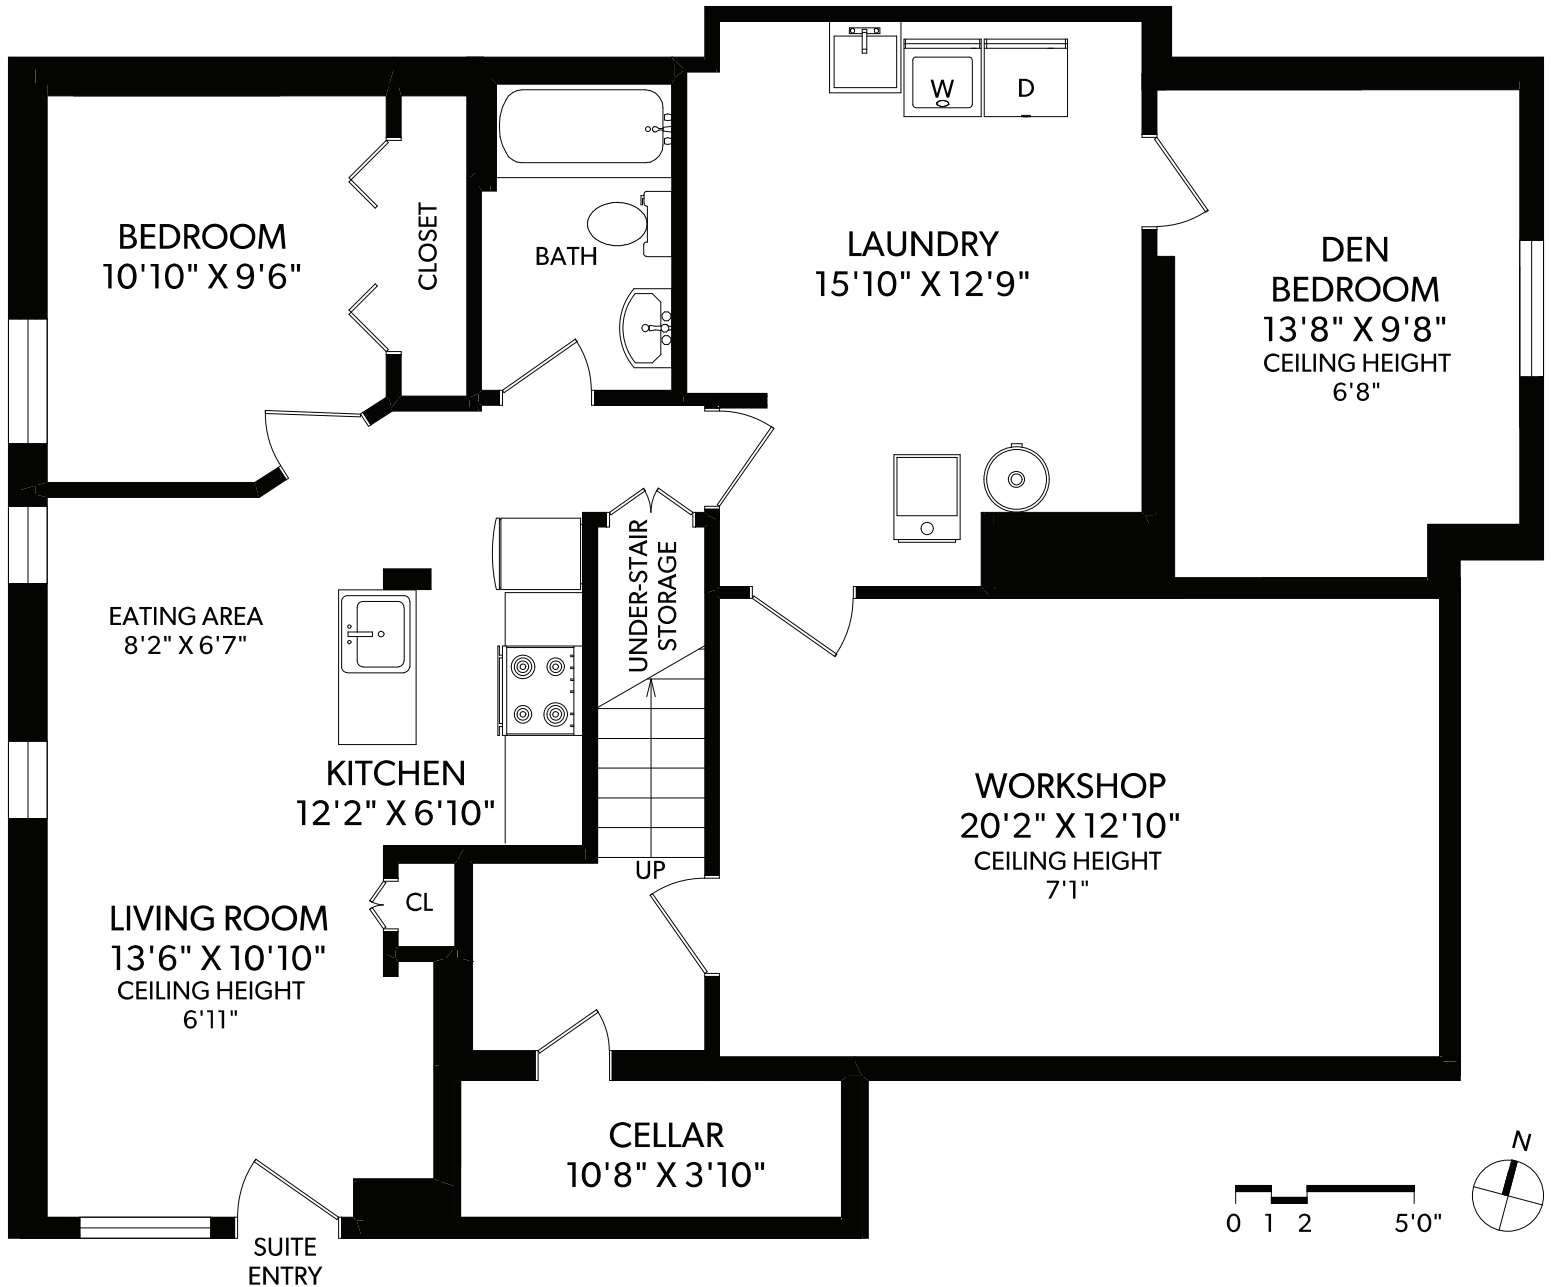 W
D
BEDROOM
10'10" X 9'6"
CLOSET
BATH
LAUNDRY
15'10" X 12'9"
DEN
BEDROOM
13'8" X 9'8"
CEILING HEIGHT
6'8"
EATING AREA
8'2" X 6'7"
UNDER-STAIR
STORAGE
KITCHEN
12'2" X 6'10"
WORKSHOP
20'2" X 12'10"
CEILING HEIGHT
7'1"
UP
CL
LIVING ROOM
13'6" X 10'10"
CEILING HEIGHT
6'11"
CELLAR
10'8" X 3'10"
SUITE
ENTRY
N
0 1 2 5'0"